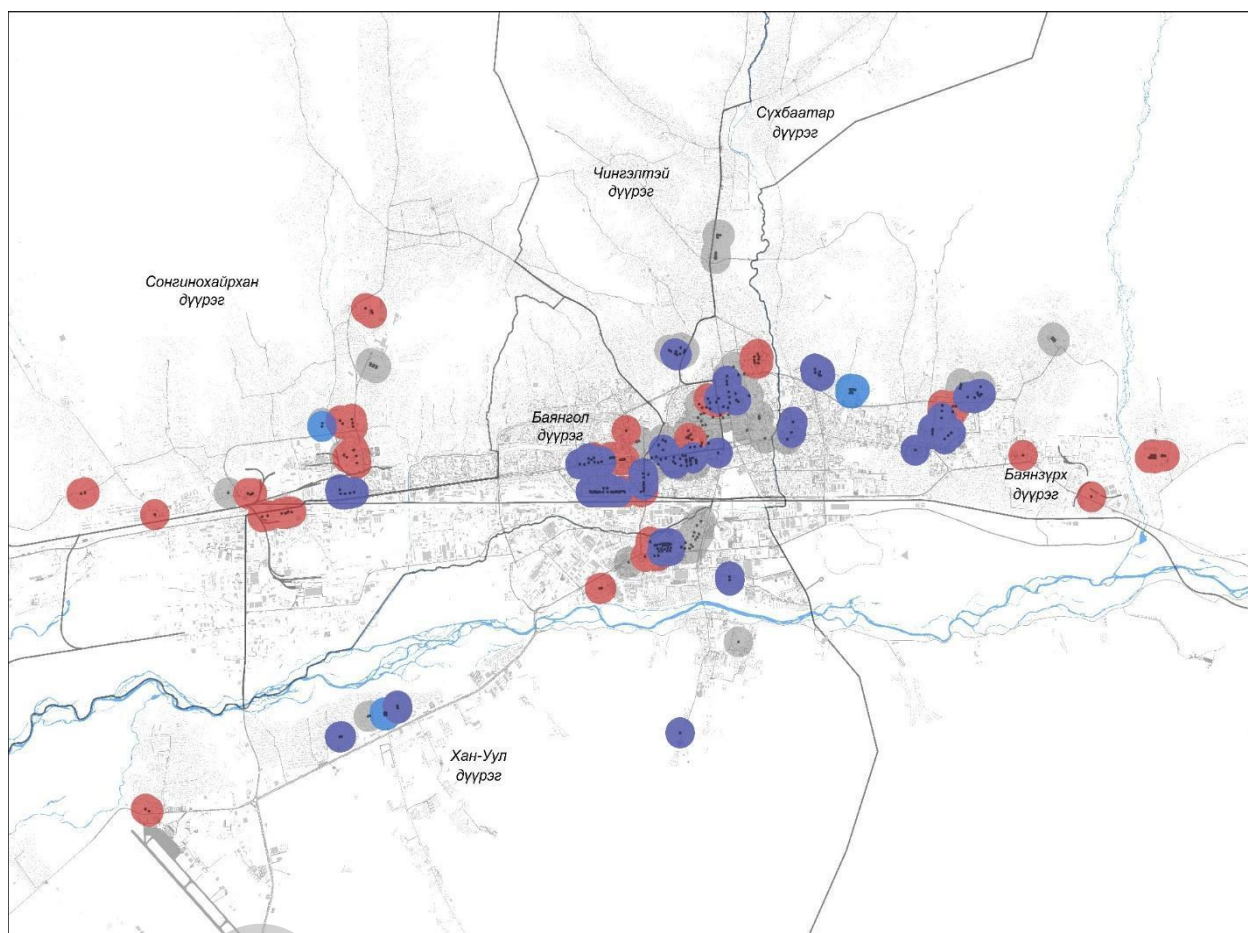 Сүхбаатар
дүүрэг
Чингэлтэй
дүүрэг
Сонгинохайрхан
дүүрэг
Баянгол
дүүрэг
Баянзүрх
дүүрэг
Хан-Уул
дүүрэг